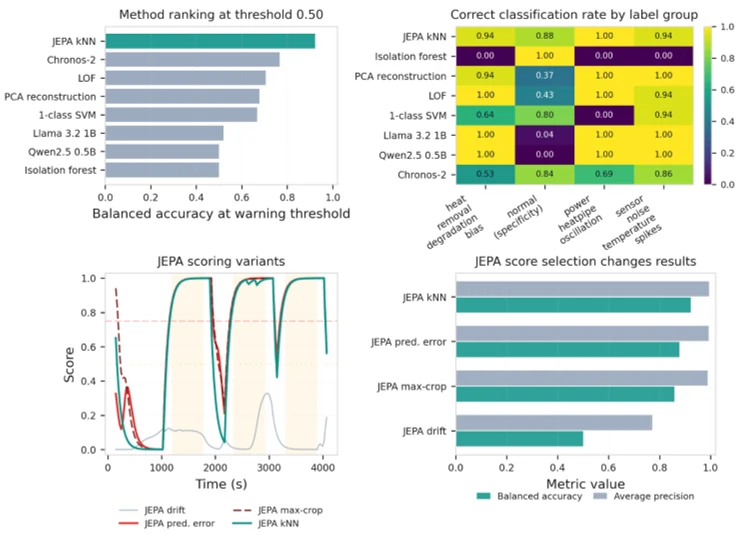 Method ranking at threshold 0.50
JEPA kNN
Chronos-2
LOF
PCA reconstruction
1-class SVM
Llama 3.2 1B
Qwen2.5 0.5B
Isolation forest
0.0 0.2 0.4 0.6 0.8 1.0
Balanced accuracy at warning threshold
Correct classification rate by label group
JEPA kNN 0.94 0.88 1.00 0.94
Isolation forest 0.00 1.00 0.00 0.00
PCA reconstruction 0.94 0.37 1.00 1.00
LOF 1.00 0.43 1.00 0.94
1-class SVM 0.64 0.80 0.00 0.94
Llama 3.2 1B 1.00 0.04 1.00 1.00
Qwen2.5 0.5B 1.00 0.00 1.00 1.00
Chronos-2 0.53 0.84 0.69 0.86
heat
removal
degradation
bias
normal
(specificity)
power
heatpipe
oscillation
sensor
noise
temperature
spikes
1.0
0.8
0.6
0.4
0.2
0.0
JEPA scoring variants
Score
1.0
0.8
0.6
0.4
0.2
0.0
0 1000 2000 3000 4000
Time (s)
JEPA drift
JEPA pred. error
JEPA max-crop
JEPA kNN
JEPA score selection changes results
JEPA kNN
JEPA pred. error
JEPA max-crop
JEPA drift
0.0 0.2 0.4 0.6 0.8 1.0
Metric value
Balanced accuracy
Average precision